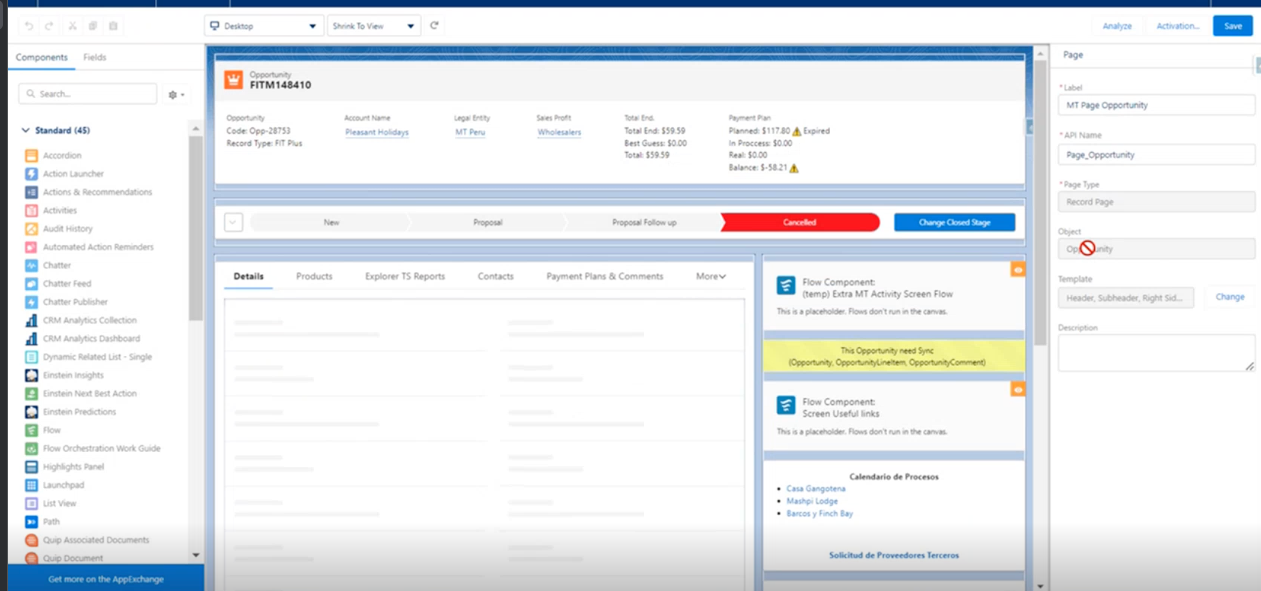 Desktop
Shrink To View
Analyze
Activation...
Save
Components
Fields
Search...
Standard (45)
Accordion
Action Launcher
Actions & Recommendations
Activities
Audit History
Automated Action Reminders
Chatter
Chatter Feed
Chatter Publisher
CRM Analytics Collection
CRM Analytics Dashboard
Dynamic Related List - Single
Einstein Insights
Einstein Next Best Action
Einstein Predictions
Flow
Flow Orchestration Work Guide
Highlights Panel
Launchpad
List View
Path
Quip Associated Documents
Quip Document
Get more on the AppExchange
Opportunity
FITM148410
Opportunity
Code: Opp-28753
Record Type: FIT Plus
Account Name
Pleasant Holidays
Legal Entity
MT Peru
Sales Profit
Wholesalers
Total End.
Total End: $59.59
Best Guess: $0.00
Total: $59.59
Payment Plan
Planned: $117.80 Expired
In Proccess: $0.00
Real: $0.00
Balance: $-58.21
New
Proposal
Proposal Follow up
Cancelled
Change Closed Stage
Details
Products
Explorer TS Reports
Contacts
Payment Plans & Comments
More
Flow Component:
(temp) Extra MT Activity Screen Flow
This is a placeholder. Flows don't run in the canvas.
This Opportunity need Sync
(Opportunity, OpportunityLineItem, OpportunityComment)
Flow Component:
Screen Useful links
This is a placeholder. Flows don't run in the canvas.
Calendario de Procesos
Casa Gangotena
Mashpi Lodge
Barcos y Finch Bay
Solicitud de Proveedores Terceros
Page
*Label
MT Page Opportunity
*API Name
Page_Opportunity
*Page Type
Record Page
Object
Opportunity
Template
Header, Subheader, Right Sid...
Change
Description